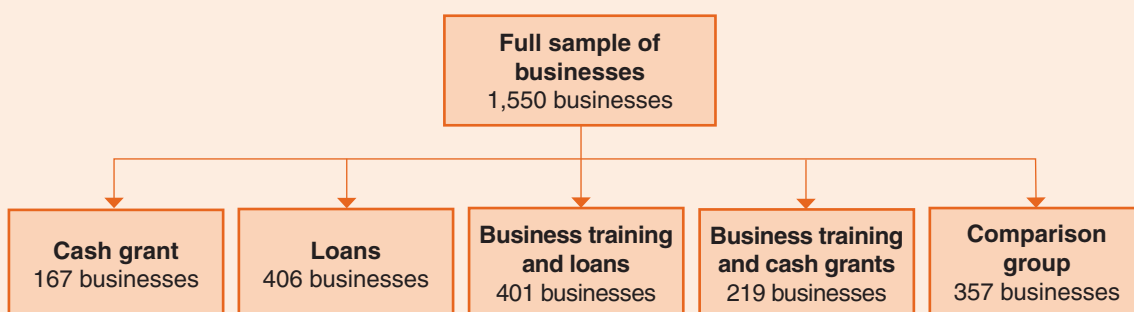 Full sample of
businesses
1,550 businesses
Cash grant
167 businesses
Loans
406 businesses
Business training
and loans
401 businesses
Business training
and cash grants
219 businesses
Comparison
group
357 businesses